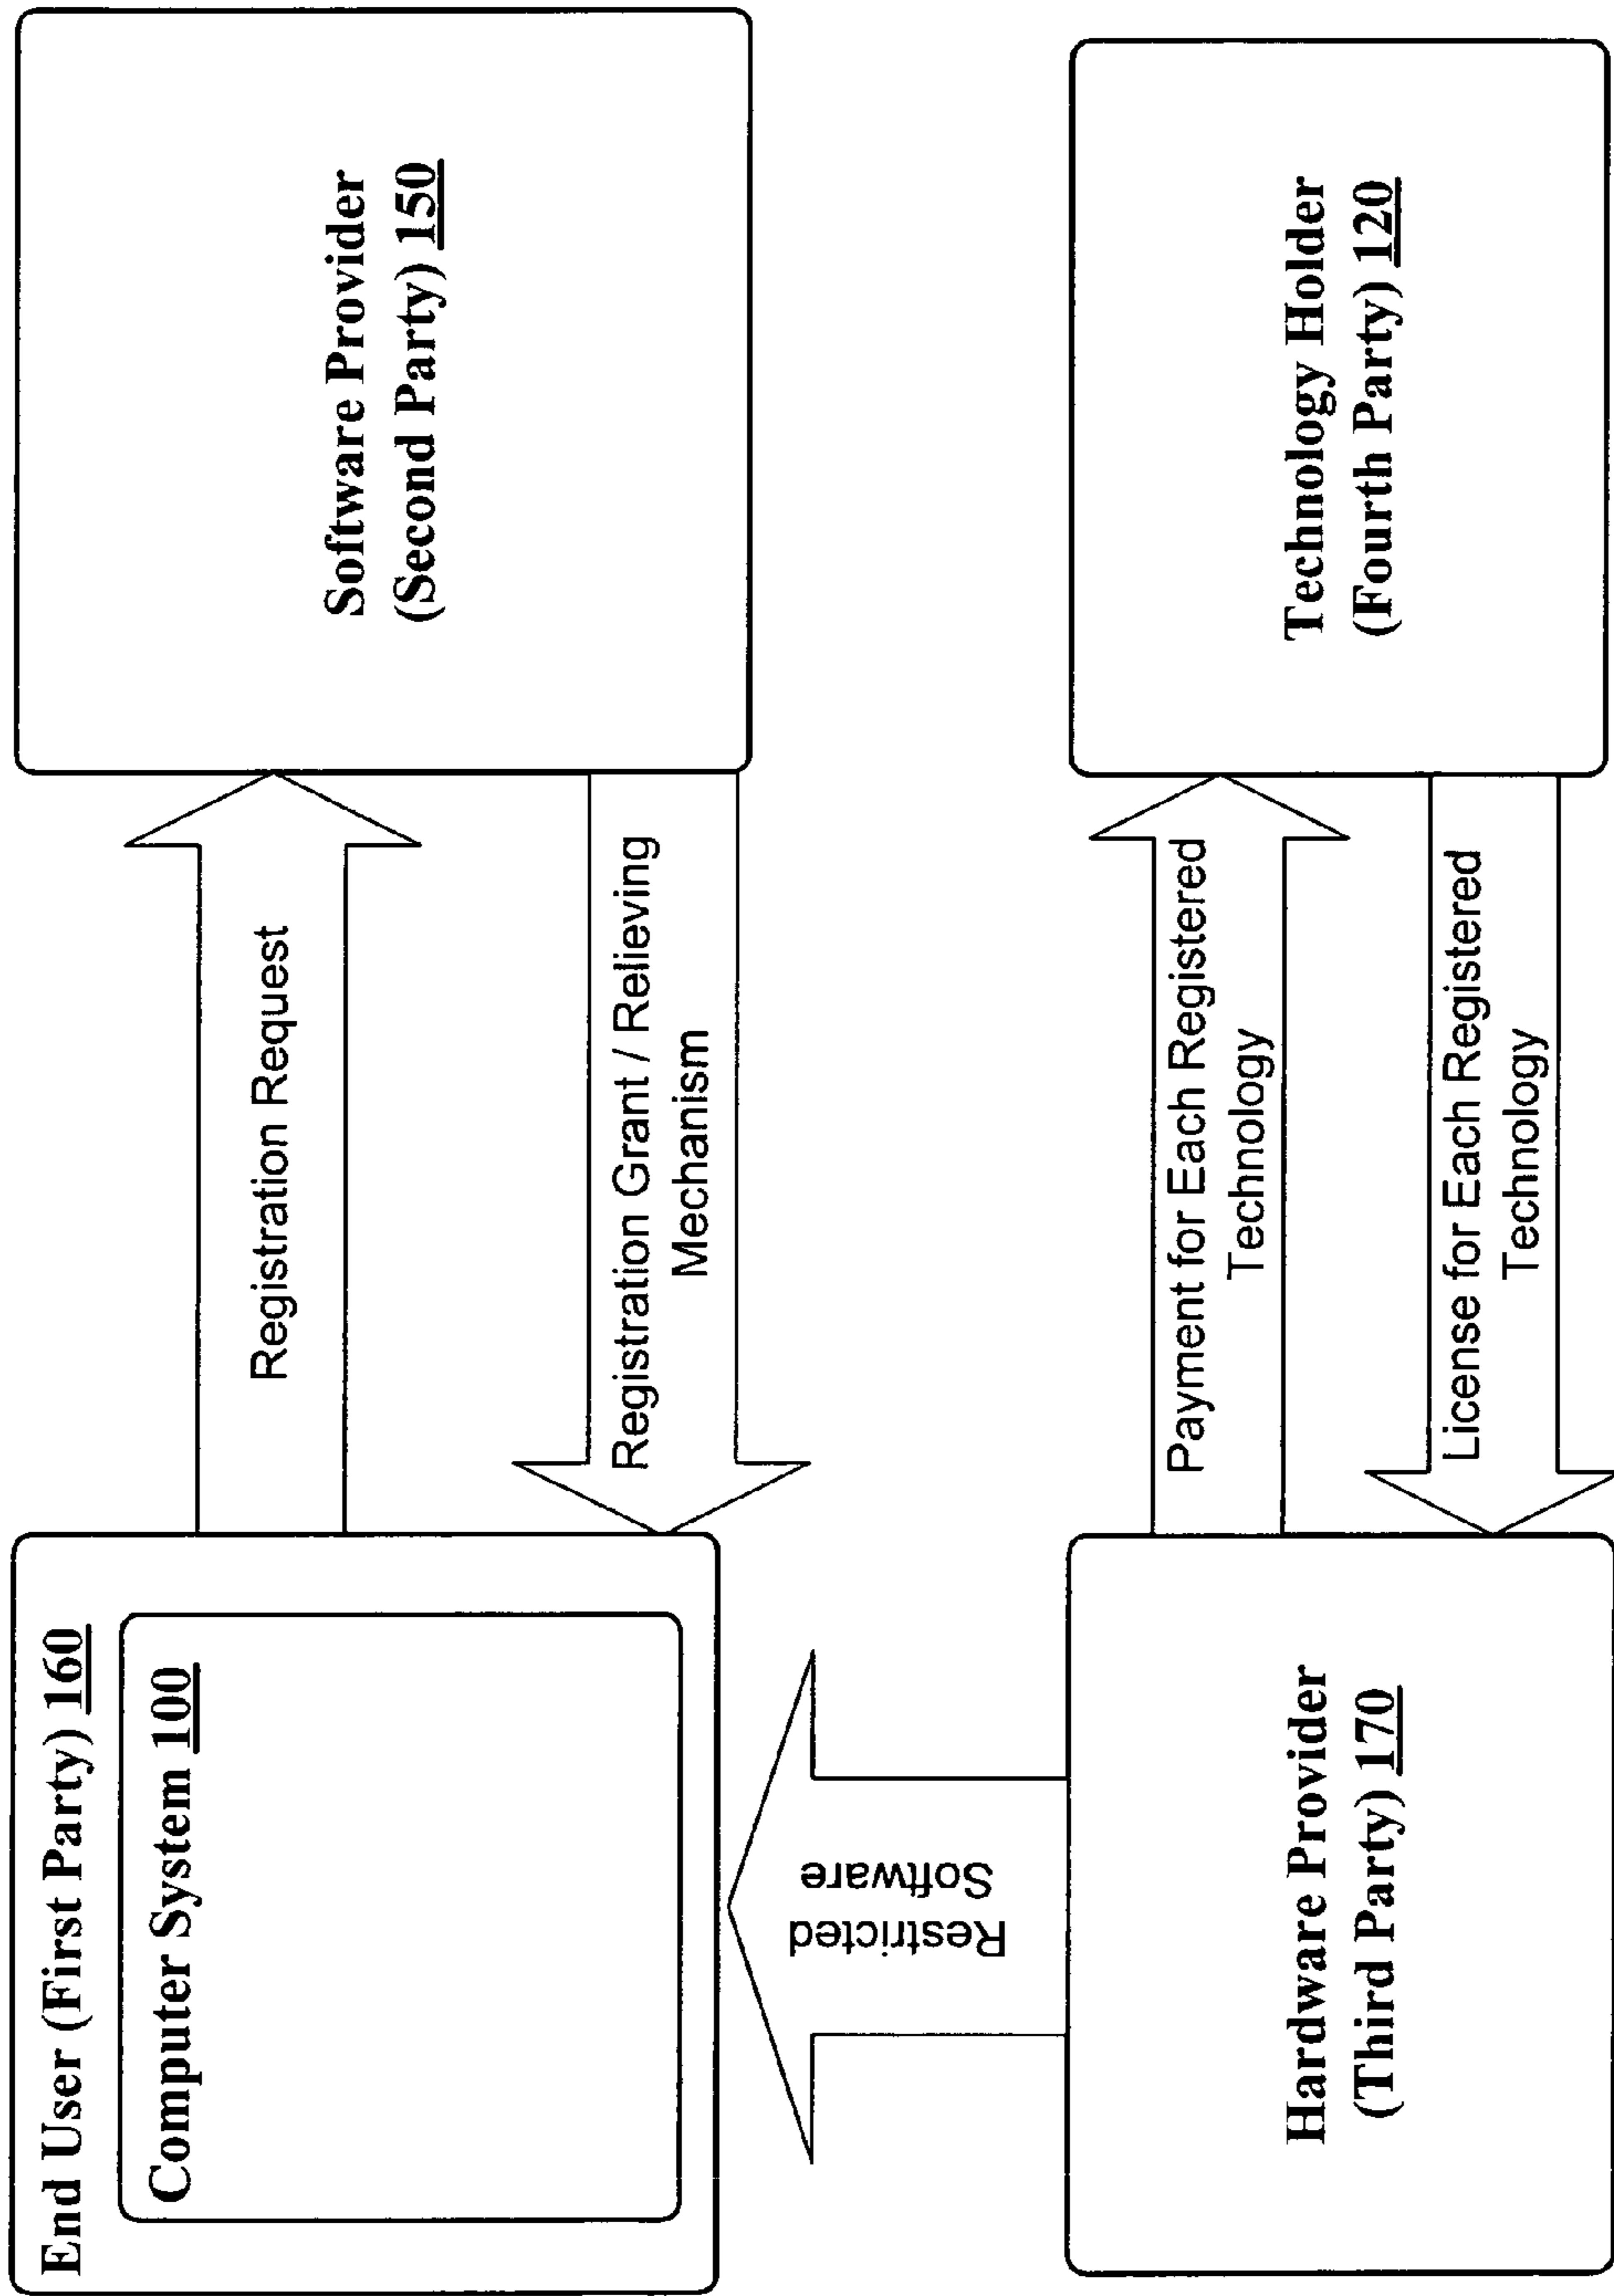 End User (First Party) 160
Computer System 100
Registration Request
Registration Grant / Relieving
Mechanism
Software Provider
(Second Party) 150
Restricted
Software
Hardware Provider
(Third Party) 170
Payment for Each Registered
Technology
License for Each Registered
Technology
Technology Holder
(Fourth Party) 120